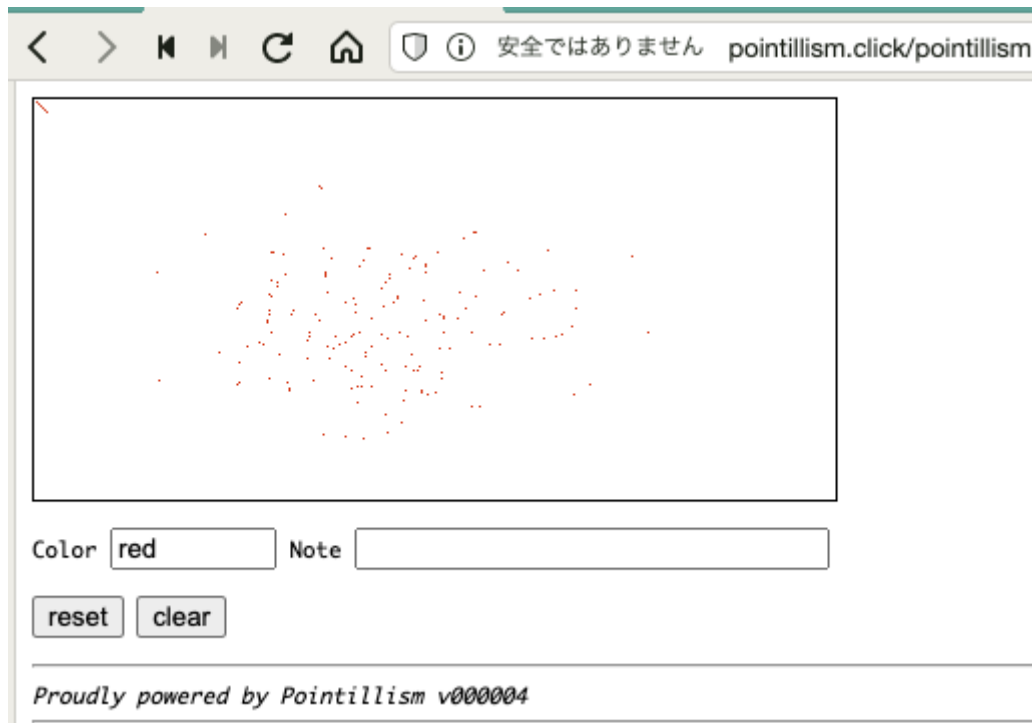 安全ではありません pointillism.click/pointillism
Color red Note
reset clear
Proudly powered by Pointillism v000004